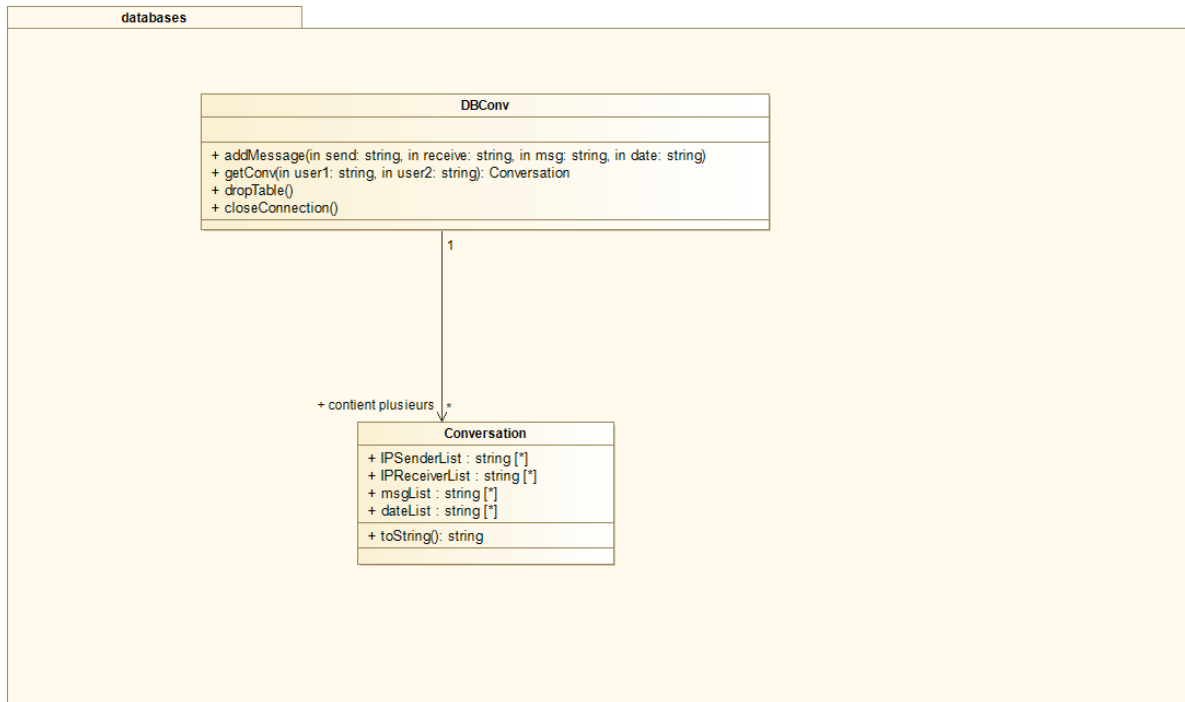 databases
DBConv
+ addMessage(in send: string, in receive: string, in msg: string, in date: string)
+ getConv(in user1: string, in user2: string): Conversation
+ dropTable()
+ closeConnection()
1
+ contient plusieurs *
Conversation
+ IPSenderList : string [*]
+ IPReceiverList : string [*]
+ msgList : string [*]
+ dateList : string [*]
+ toString(): string